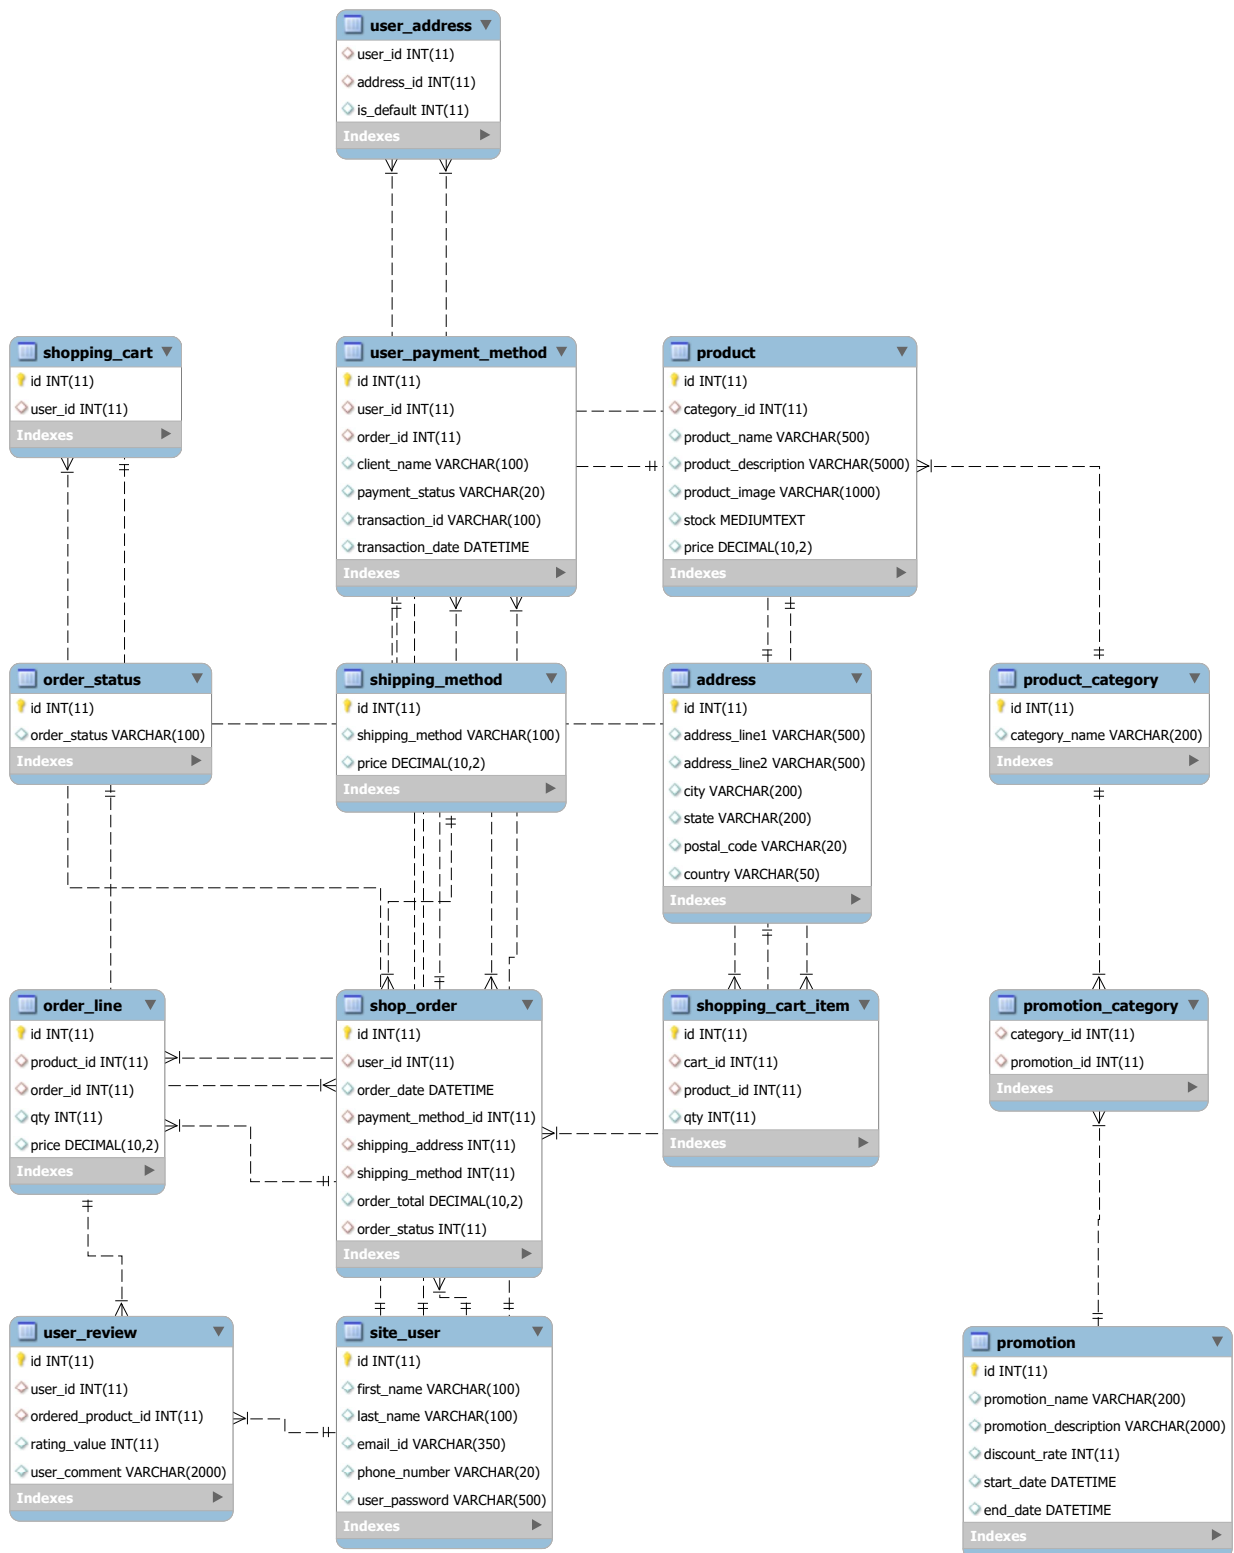 user_address
user_id INT(11)
address_id INT(11)
is_default INT(11)
Indexes
shopping_cart
id INT(11)
user_id INT(11)
Indexes
user_payment_method
id INT(11)
user_id INT(11)
order_id INT(11)
client_name VARCHAR(100)
payment_status VARCHAR(20)
transaction_id VARCHAR(100)
transaction_date DATETIME
Indexes
product
id INT(11)
category_id INT(11)
product_name VARCHAR(500)
product_description VARCHAR(5000)
product_image VARCHAR(1000)
stock MEDIUMTEXT
price DECIMAL(10,2)
Indexes
order_status
id INT(11)
order_status VARCHAR(100)
Indexes
shipping_method
id INT(11)
shipping_method VARCHAR(100)
price DECIMAL(10,2)
Indexes
address
id INT(11)
address_line1 VARCHAR(500)
address_line2 VARCHAR(500)
city VARCHAR(200)
state VARCHAR(200)
postal_code VARCHAR(20)
country VARCHAR(50)
Indexes
product_category
id INT(11)
category_name VARCHAR(200)
Indexes
order_line
id INT(11)
product_id INT(11)
order_id INT(11)
qty INT(11)
price DECIMAL(10,2)
Indexes
shop_order
id INT(11)
user_id INT(11)
order_date DATETIME
payment_method_id INT(11)
shipping_address INT(11)
shipping_method INT(11)
order_total DECIMAL(10,2)
order_status INT(11)
Indexes
shopping_cart_item
id INT(11)
cart_id INT(11)
product_id INT(11)
qty INT(11)
Indexes
promotion_category
category_id INT(11)
promotion_id INT(11)
Indexes
user_review
id INT(11)
user_id INT(11)
ordered_product_id INT(11)
rating_value INT(11)
user_comment VARCHAR(2000)
Indexes
site_user
id INT(11)
first_name VARCHAR(100)
last_name VARCHAR(100)
email_id VARCHAR(350)
phone_number VARCHAR(20)
user_password VARCHAR(500)
Indexes
promotion
id INT(11)
promotion_name VARCHAR(200)
promotion_description VARCHAR(2000)
discount_rate INT(11)
start_date DATETIME
end_date DATETIME
Indexes